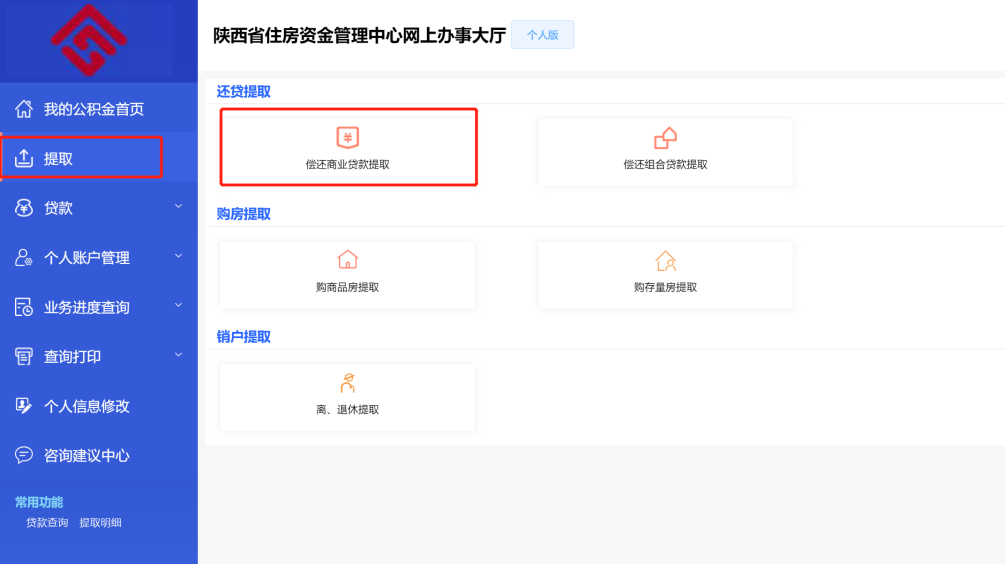 陕西省住房资金管理中心网上办事大厅 个人版
我的公积金首页
提取
贷款
个人账户管理
业务进度查询
查询打印
个人信息修改
咨询建议中心
常用功能
贷款查询 提取明细
还贷提取
偿还商业贷款提取 偿还组合贷款提取
购房提取
购商品房提取 购存量房提取
销户提取
离、退休提取